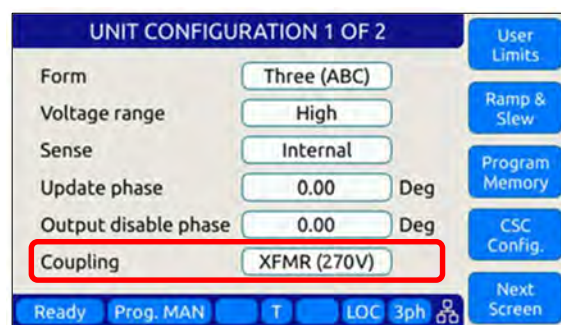 UNIT CONFIGURATION 1 OF 2
Form Three (ABC)
Voltage range High
Sense Internal
Update phase 0.00 Deg
Output disable phase 0.00 Deg
Coupling XFMR (270V)
User
Limits
Ramp &
Slew
Program
Memory
CSC
Config.
Next
Screen
Ready Prog. MAN T LOC 3ph